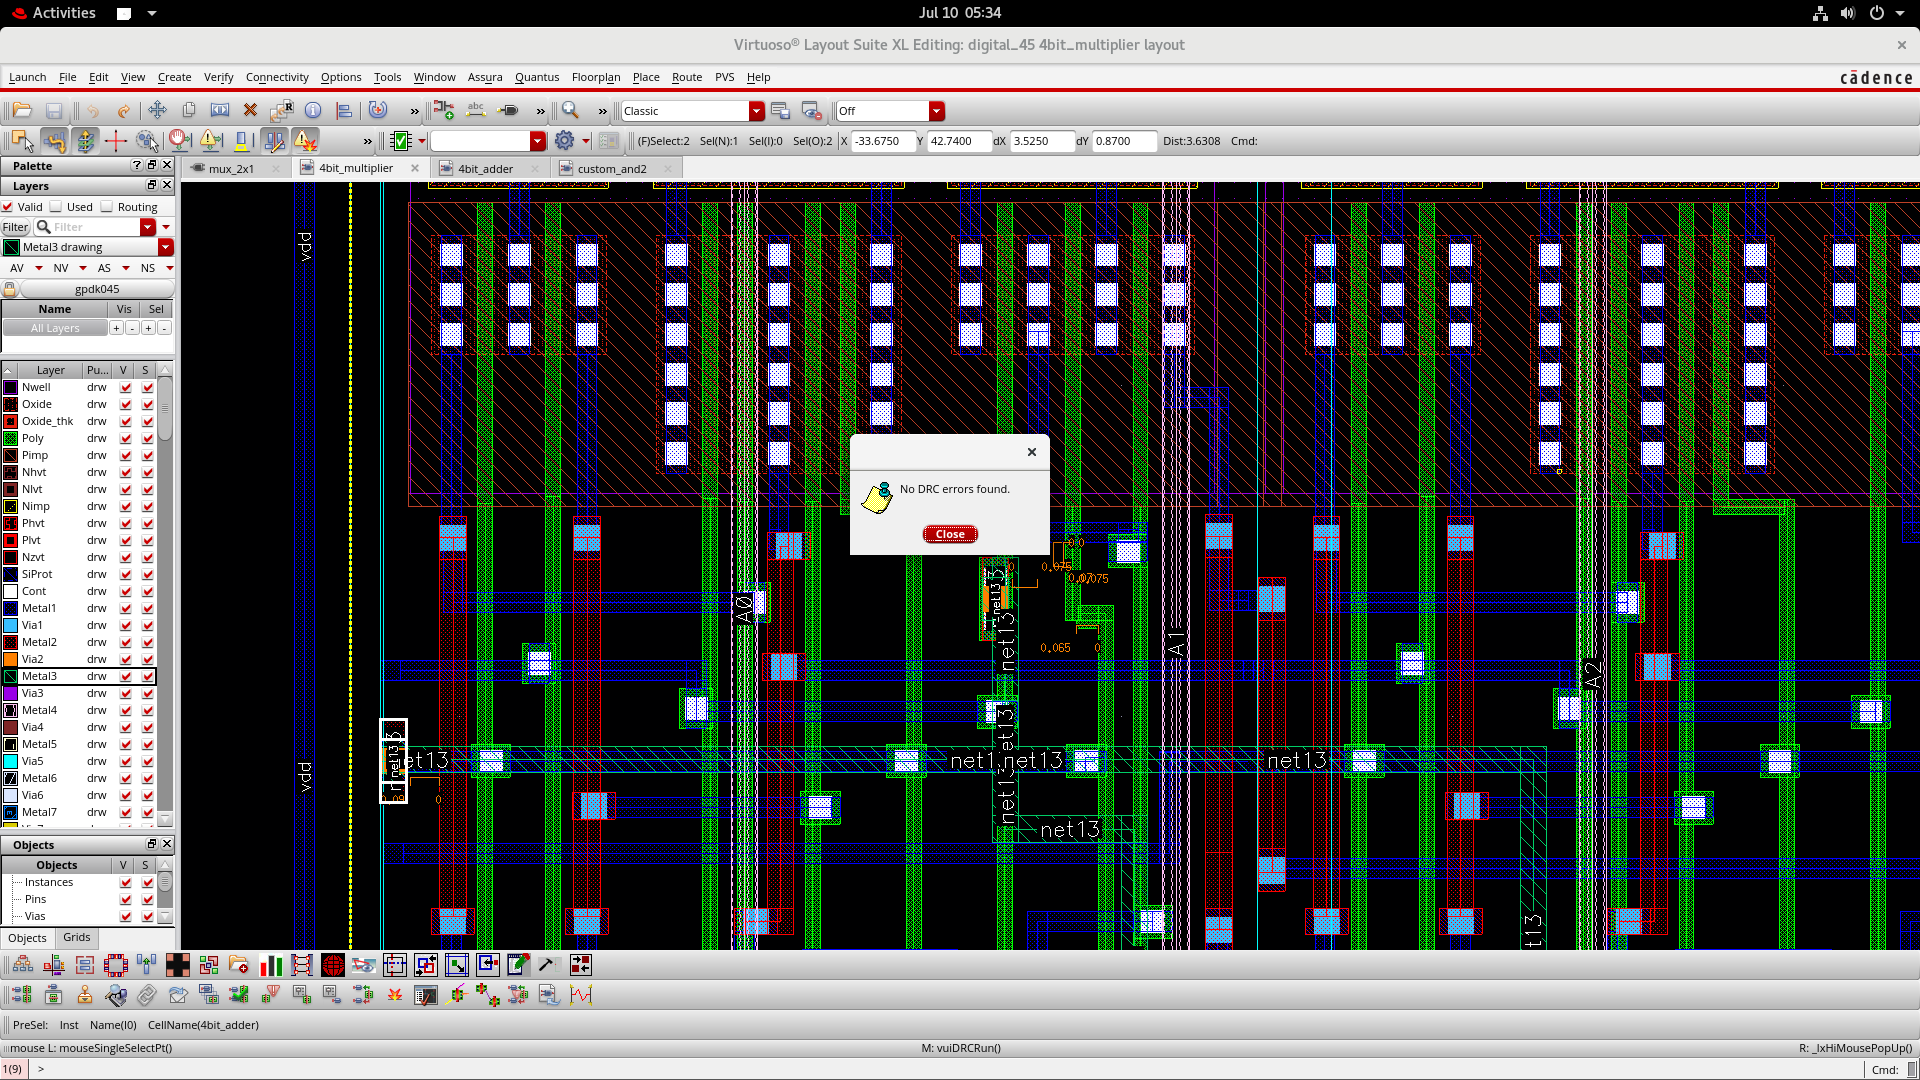 Activities
Jul 10 05:34
Virtuoso® Layout Suite XL Editing: digital_45 4bit_multiplier layout
Launch File Edit View Create Verify Connectivity Options Tools Window Assura Quantus Floorplan Place Route PVS Help
cādence
abc R Classic Off
(F)Select:2 Sel(N):1 Sel(I):0 Sel(O):2 X -33.6750 Y 42.7400 dX 3.5250 dY 0.8700 Dist:3.6308 Cmd:
Palette
mux_2x1 4bit_multiplier 4bit_adder custom_and2
Layers
Valid Used Routing
Filter Filter
Metal3 drawing
AV NV AS NS
gpdk045
Name Vis Sel
All Layers + - + -
Layer Pu... V S
Nwell drw
Oxide drw
Oxide_thk drw
Poly drw
Pimp drw
Nhvt drw
Nlvt drw
Nimp drw
Phvt drw
Plvt drw
Nzvt drw
SiProt drw
Cont drw
Metal1 drw
Via1 drw
Metal2 drw
Via2 drw
Metal3 drw
Via3 drw
Metal4 drw
Via4 drw
Metal5 drw
Via5 drw
Metal6 drw
Via6 drw
Metal7 drw
Objects
Objects V S
Instances
Pins
Vias
Objects Grids
vdd
vdd
No DRC errors found.
Close
A0
A1
A2
0.075
0.065 0
net13
net13
net13
net13
net13
net13
net13
0
PreSel: Inst Name(I0) CellName(4bit_adder)
mouse L: mouseSingleSelectPt() M: vuiDRCRun() R: _lxHiMousePopUp()
1(9) > Cmd: